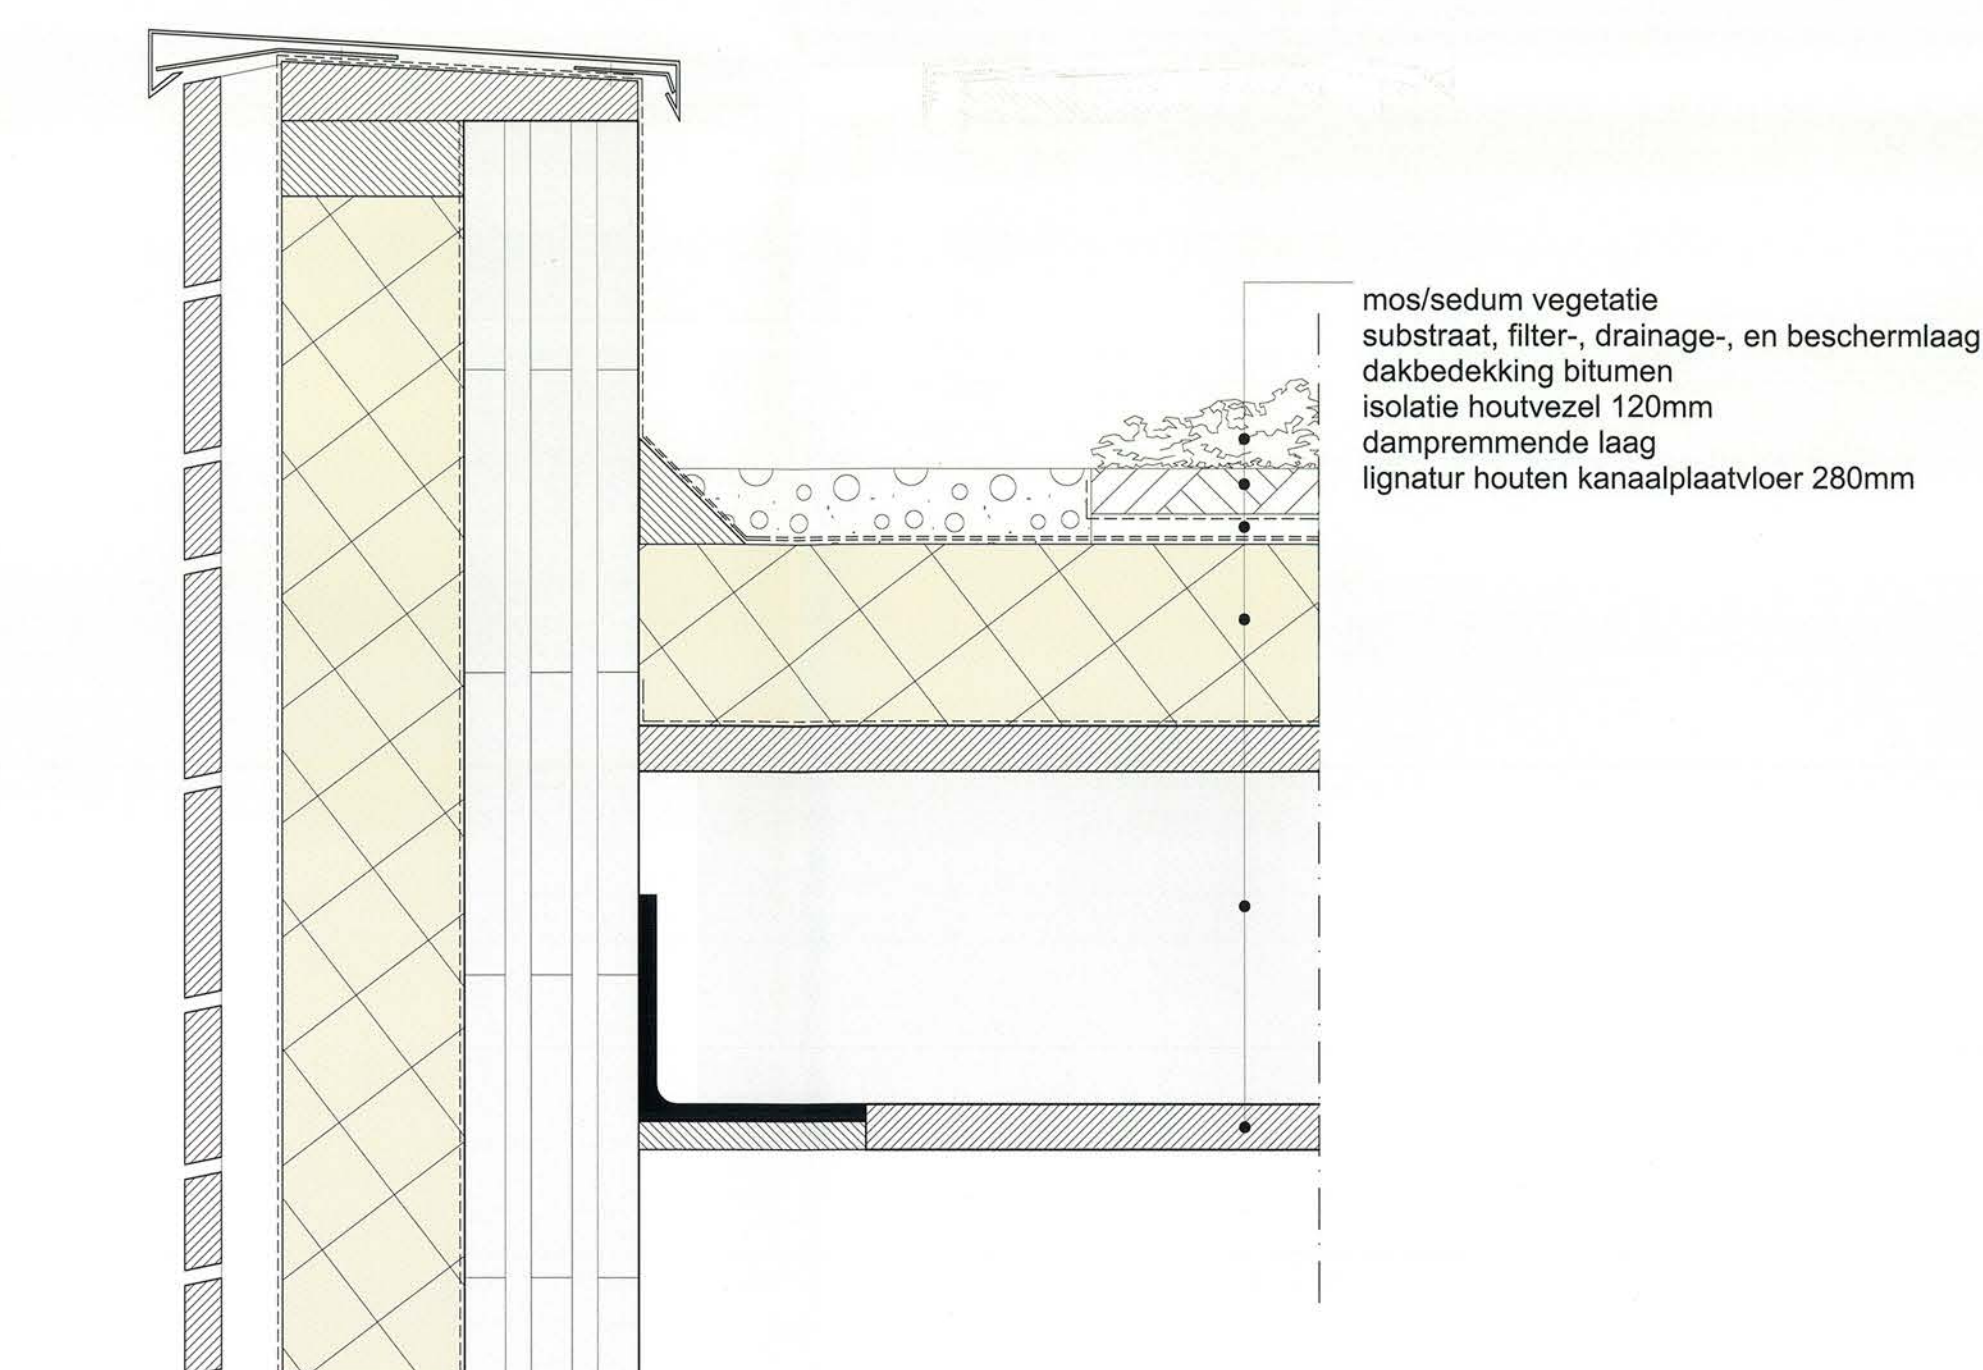 mos/sedum vegetatie
substraat, filter-, drainage-, en beschermlaag
dakbedekking bitumen
isolatie houtvezel 120mm
dampremmende laag
lignatur houten kanaalplaatvloer 280mm